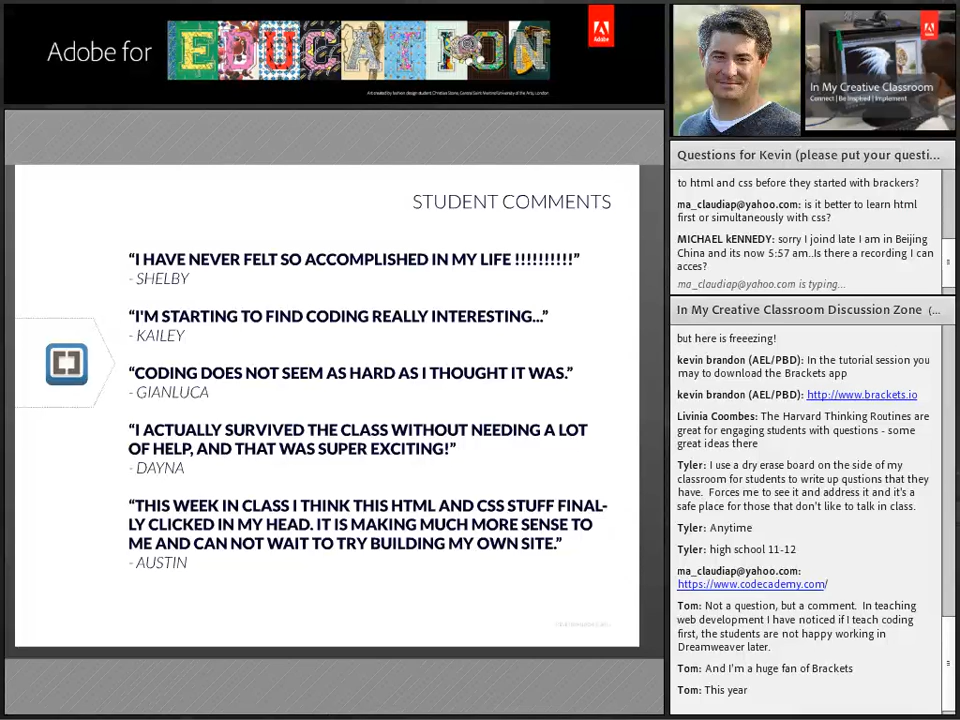 Adobe for EDUCATION
Adobe
In My Creative Classroom
Connect | Be Inspired | Implement
STUDENT COMMENTS
“I HAVE NEVER FELT SO ACCOMPLISHED IN MY LIFE !!!!!!!!!!”
- SHELBY
“I'M STARTING TO FIND CODING REALLY INTERESTING...”
- KAILEY
“CODING DOES NOT SEEM AS HARD AS I THOUGHT IT WAS.”
- GIANLUCA
“I ACTUALLY SURVIVED THE CLASS WITHOUT NEEDING A LOT
OF HELP, AND THAT WAS SUPER EXCITING!”
- DAYNA
“THIS WEEK IN CLASS I THINK THIS HTML AND CSS STUFF FINAL-
LY CLICKED IN MY HEAD. IT IS MAKING MUCH MORE SENSE TO
ME AND CAN NOT WAIT TO TRY BUILDING MY OWN SITE.”
- AUSTIN
Questions for Kevin (please put your questi...
to html and css before they started with brackers?
ma_claudiap@yahoo.com: is it better to learn html
first or simultaneously with css?
MICHAEL kENNEDY: sorry I joind late I am in Beijing
China and its now 5:57 am..Is there a recording I can
acces?
ma_claudiap@yahoo.com is typing...
In My Creative Classroom Discussion Zone (...
but here is freeezing!
kevin brandon (AEL/PBD): In the tutorial session you
may to download the Brackets app
kevin brandon (AEL/PBD): http://www.brackets.io
Livinia Coombes: The Harvard Thinking Routines are
great for engaging students with questions - some
great ideas there
Tyler: I use a dry erase board on the side of my
classroom for students to write up qustions that they
have. Forces me to see it and address it and it's a
safe place for those that don't like to talk in class.
Tyler: Anytime
Tyler: high school 11-12
ma_claudiap@yahoo.com:
https://www.codecademy.com/
Tom: Not a question, but a comment. In teaching
web development I have noticed if I teach coding
first, the students are not happy working in
Dreamweaver later.
Tom: And I'm a huge fan of Brackets
Tom: This year